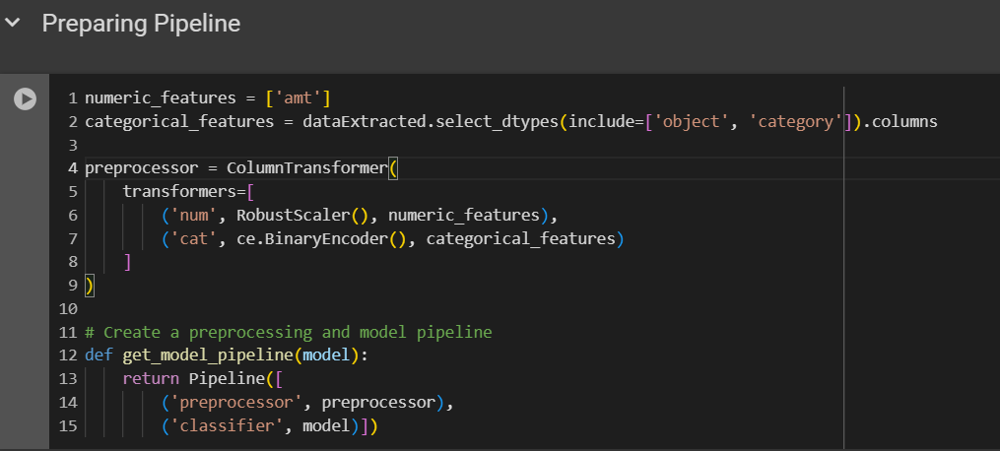 Preparing Pipeline
1 numeric_features = ['amt']
2 categorical_features = dataExtracted.select_dtypes(include=['object', 'category']).columns
3
4 preprocessor = ColumnTransformer(
5     transformers=[
6         ('num', RobustScaler(), numeric_features),
7         ('cat', ce.BinaryEncoder(), categorical_features)
8     ]
9 )
10
11 # Create a preprocessing and model pipeline
12 def get_model_pipeline(model):
13     return Pipeline([
14         ('preprocessor', preprocessor),
15         ('classifier', model)])